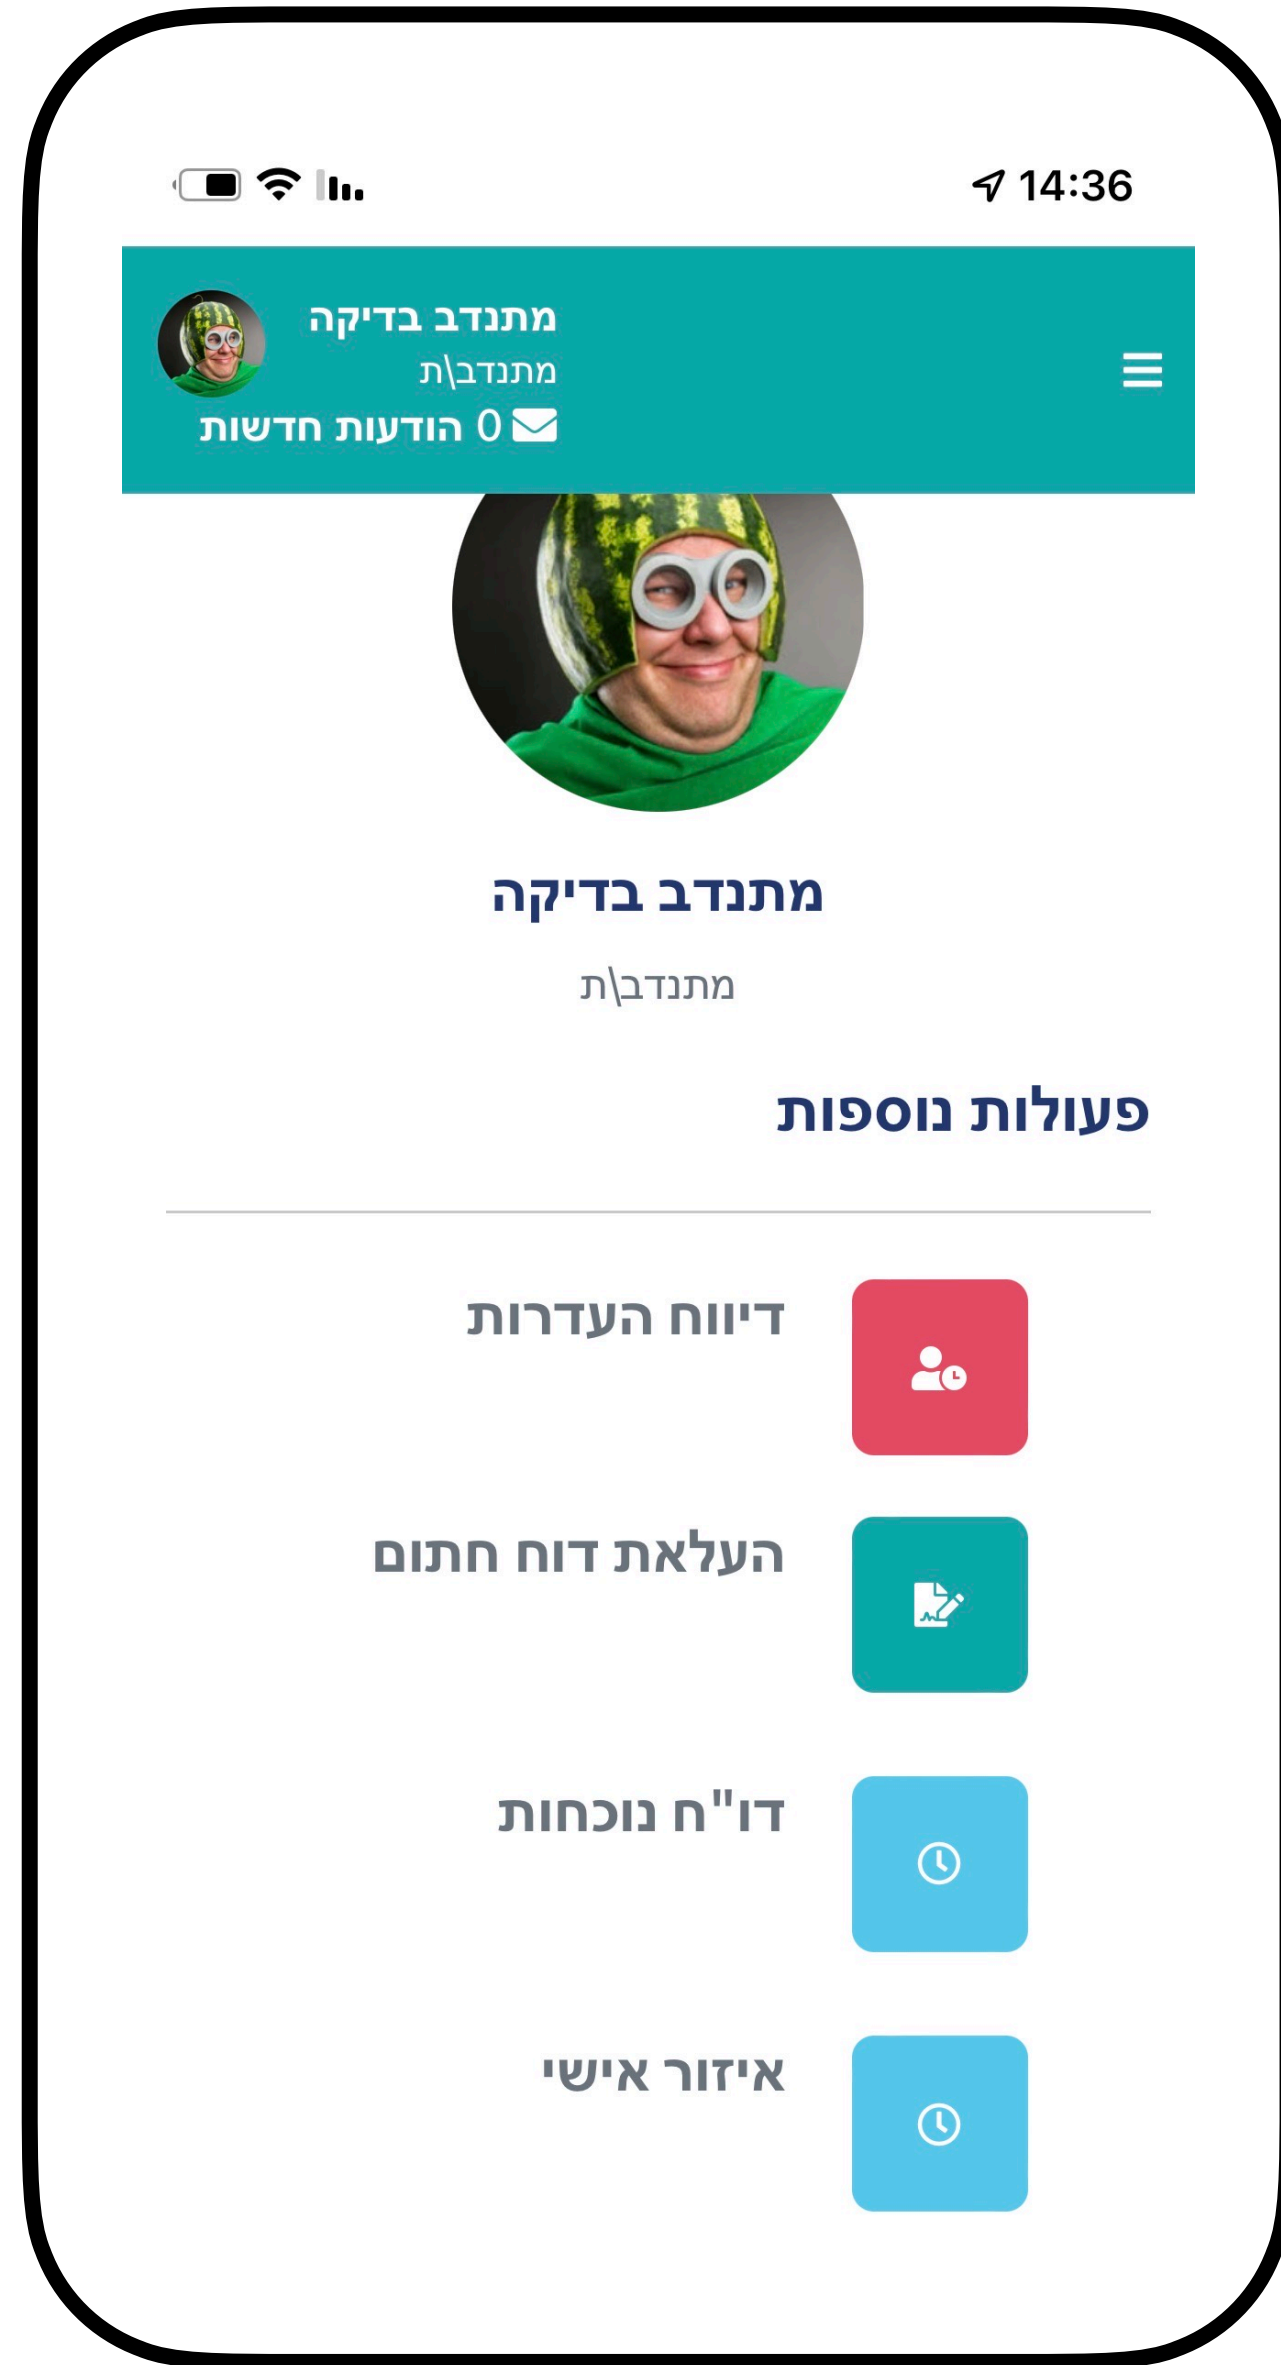 14:36
מתנדב בדיקה
מתנדב\ת
0 הודעות חדשות
מתנדב בדיקה
מתנדב\ת
פעולות נוספות
דיווח העדרות
העלאת דוח חתום
דו"ח נוכחות
איזור אישי